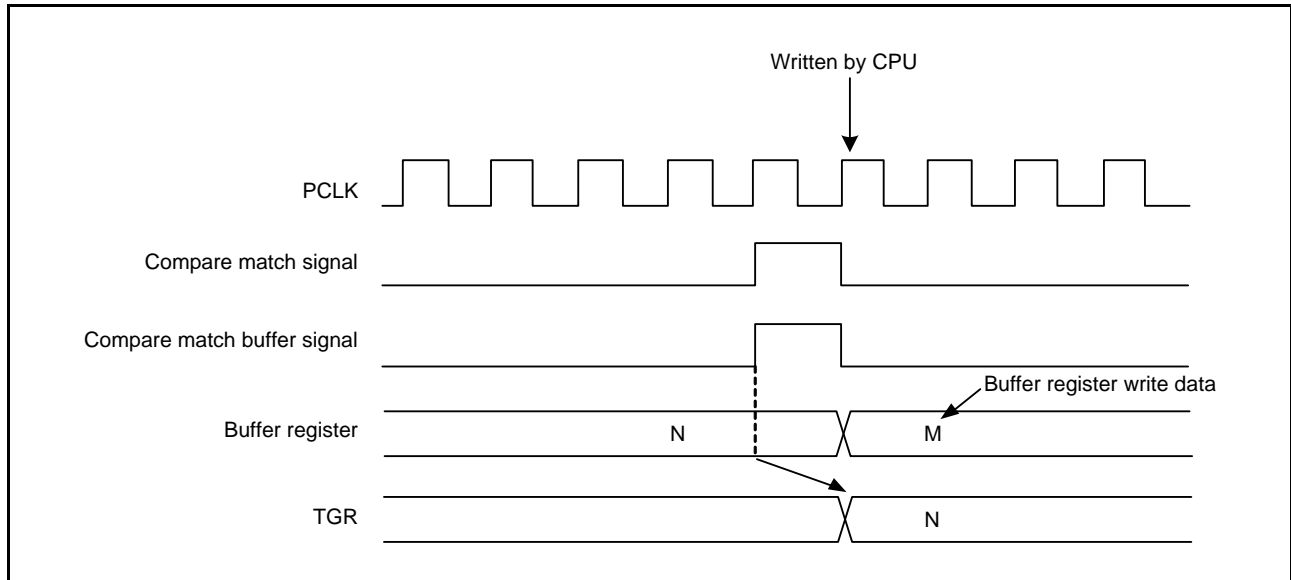 Written by CPU
PCLK
Compare match signal
Compare match buffer signal
Buffer register write data
Buffer register
N
M
TGR
N